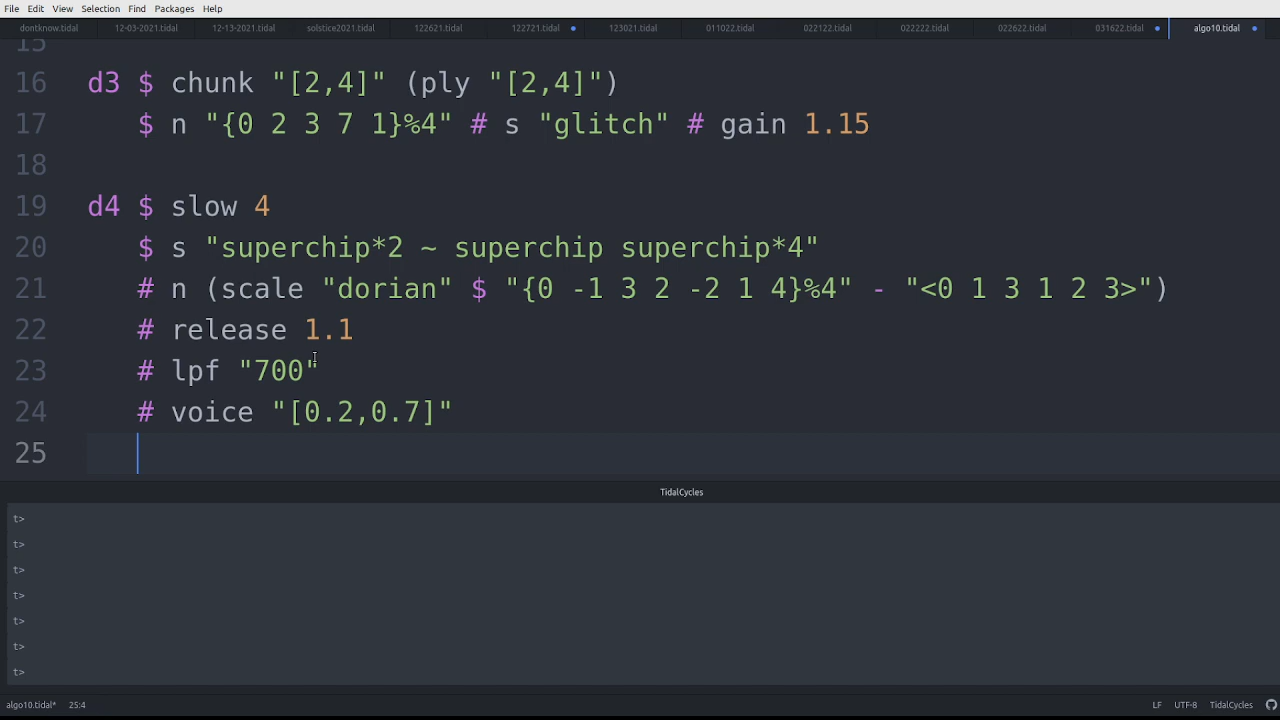 File Edit View Selection Find Packages Help
dontknow.tidal 12-03-2021.tidal 12-13-2021.tidal solstice2021.tidal 122621.tidal 122721.tidal 123021.tidal 011022.tidal 022122.tidal 022222.tidal 022622.tidal 031622.tidal algo10.tidal
15
16 d3 $ chunk "[2,4]" (ply "[2,4]")
17 $ n "{0 2 3 7 1}%4" # s "glitch" # gain 1.15
18
19 d4 $ slow 4
20 $ s "superchip*2 ~ superchip superchip*4"
21 # n (scale "dorian" $ "{0 -1 3 2 -2 1 4}%4" - "<0 1 3 1 2 3>")
22 # release 1.1
23 # lpf "700"
24 # voice "[0.2,0.7]"
25
TidalCycles
t>
t>
t>
t>
t>
t>
t>
algo10.tidal* 25:4 LF UTF-8 TidalCycles